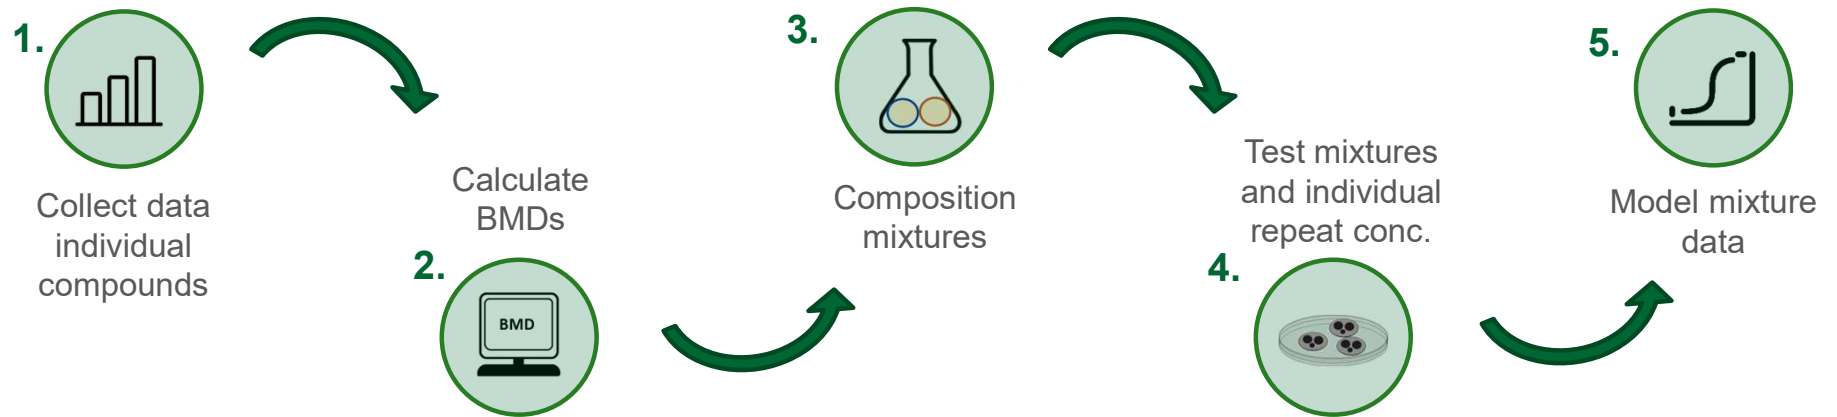 1.
Collect data
individual
compounds
Calculate
BMDs
2.
BMD
3.
Composition
mixtures
Test mixtures
and individual
repeat conc.
4.
5.
Model mixture
data